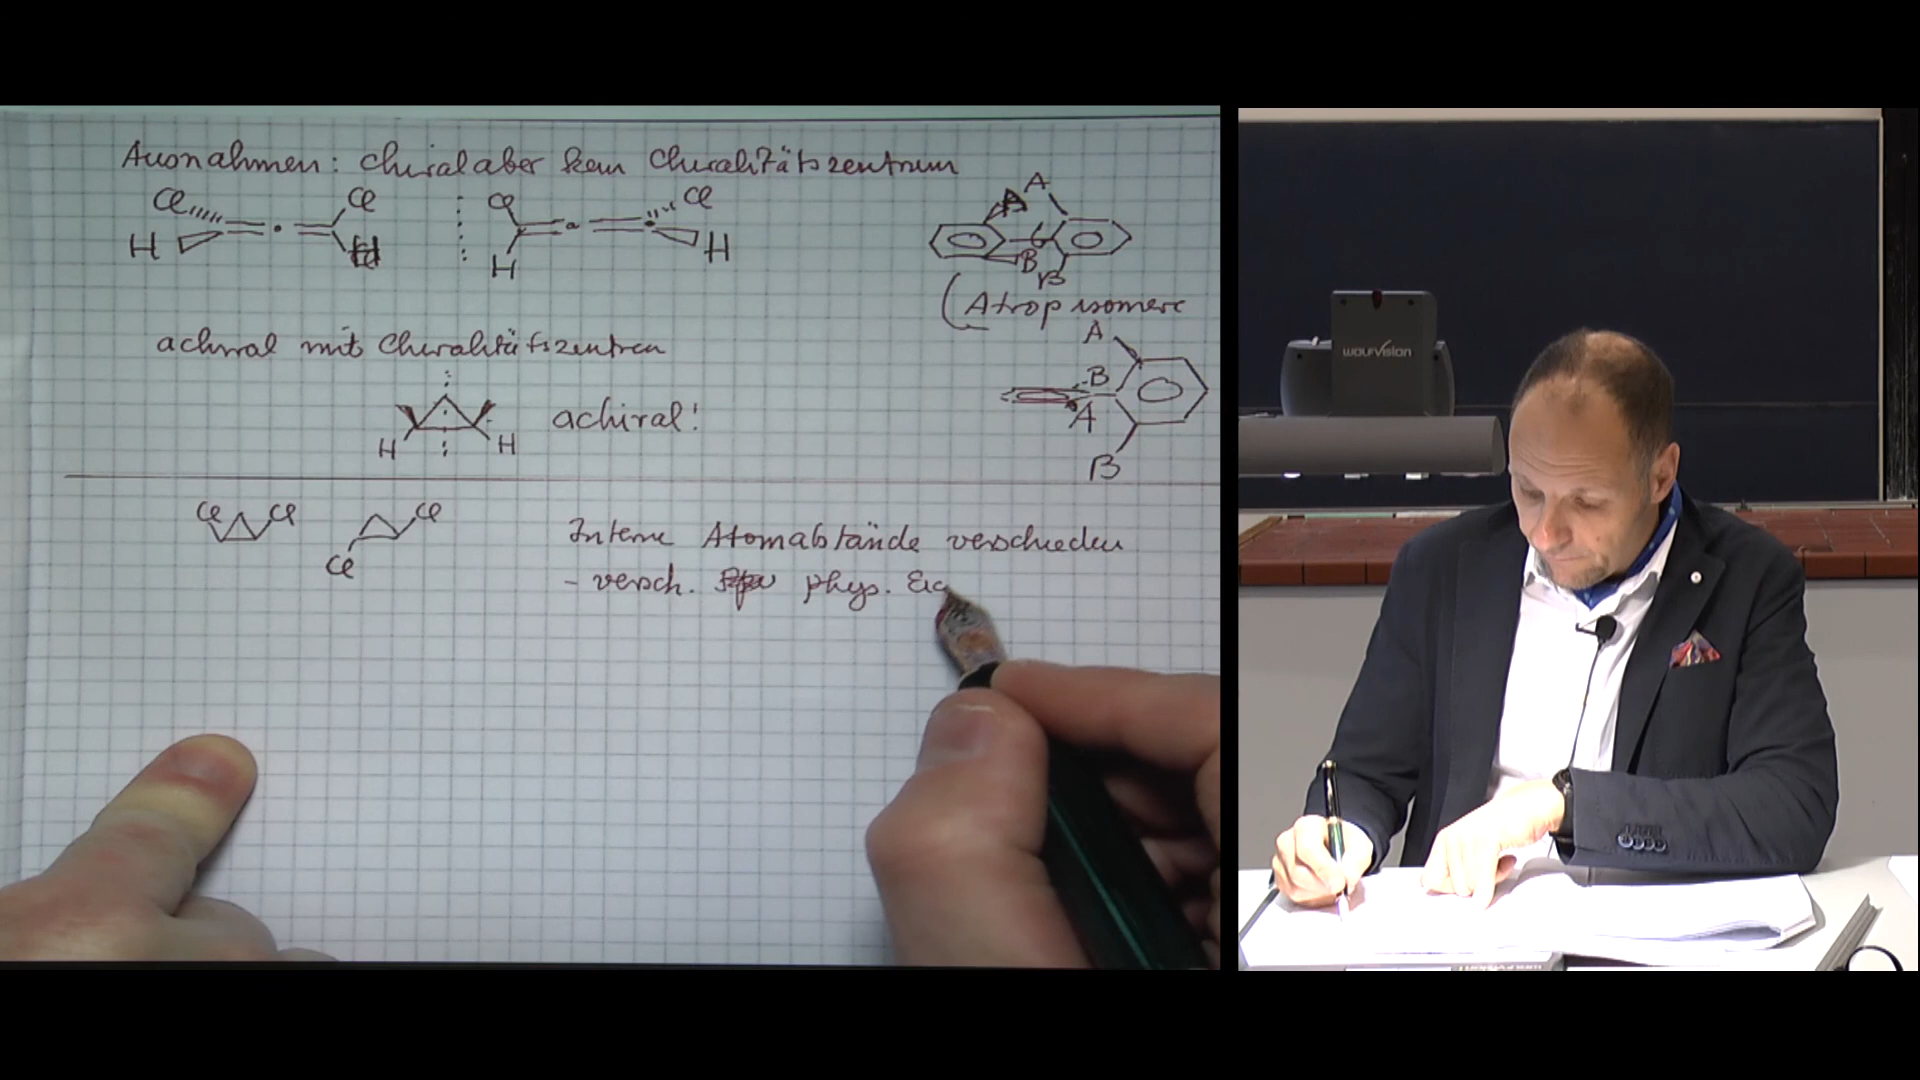 Ausnahmen: chiral aber kein Chiralitätszentrum
Cl Cl Cl Cl
H H H H
A A
B B
(Atropisomere
achiral mit Chiralitätszentren
H H achiral!
A
B
A
B
Cl Cl Cl
Cl
Interne Atomabstände verschieden
- versch. phys. Eig
WOLFVISION